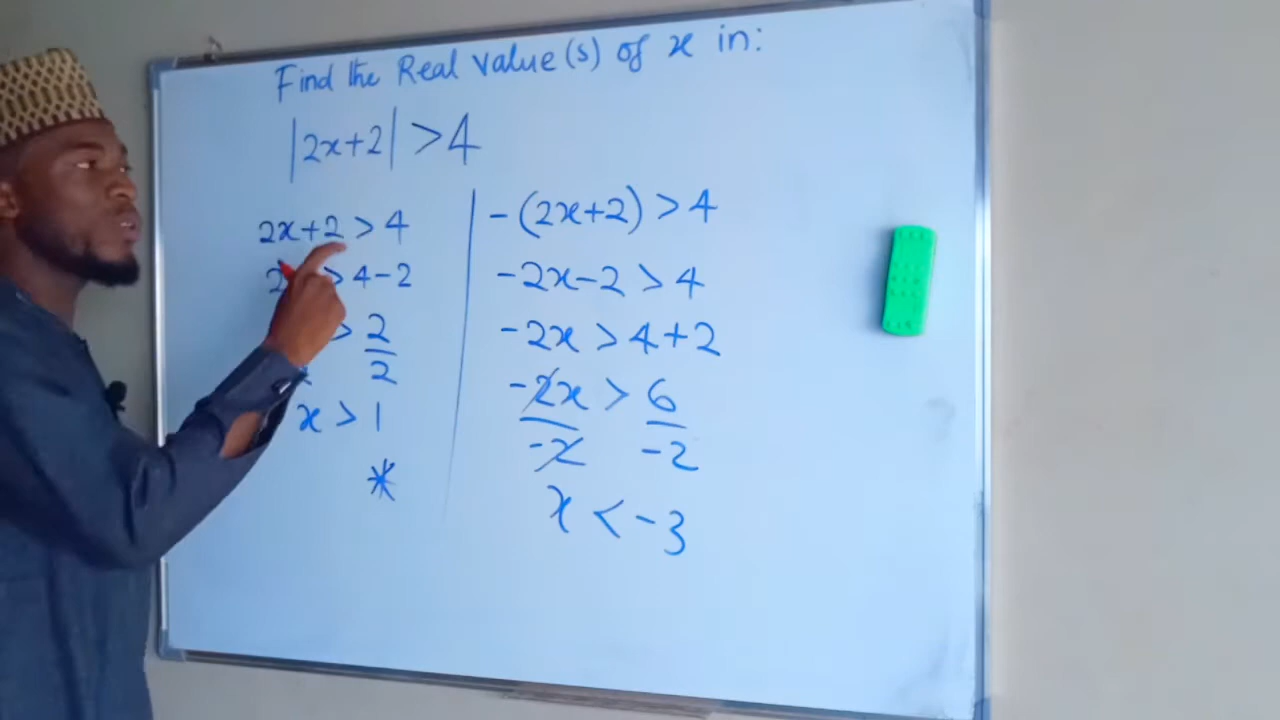 Find the Real value(s) of x in:
|2x+2| > 4
2x+2 > 4
2 > 4-2
> 2/2
x > 1
*
-(2x+2) > 4
-2x-2 > 4
-2x > 4+2
-2x/-2 > 6/-2
x < -3